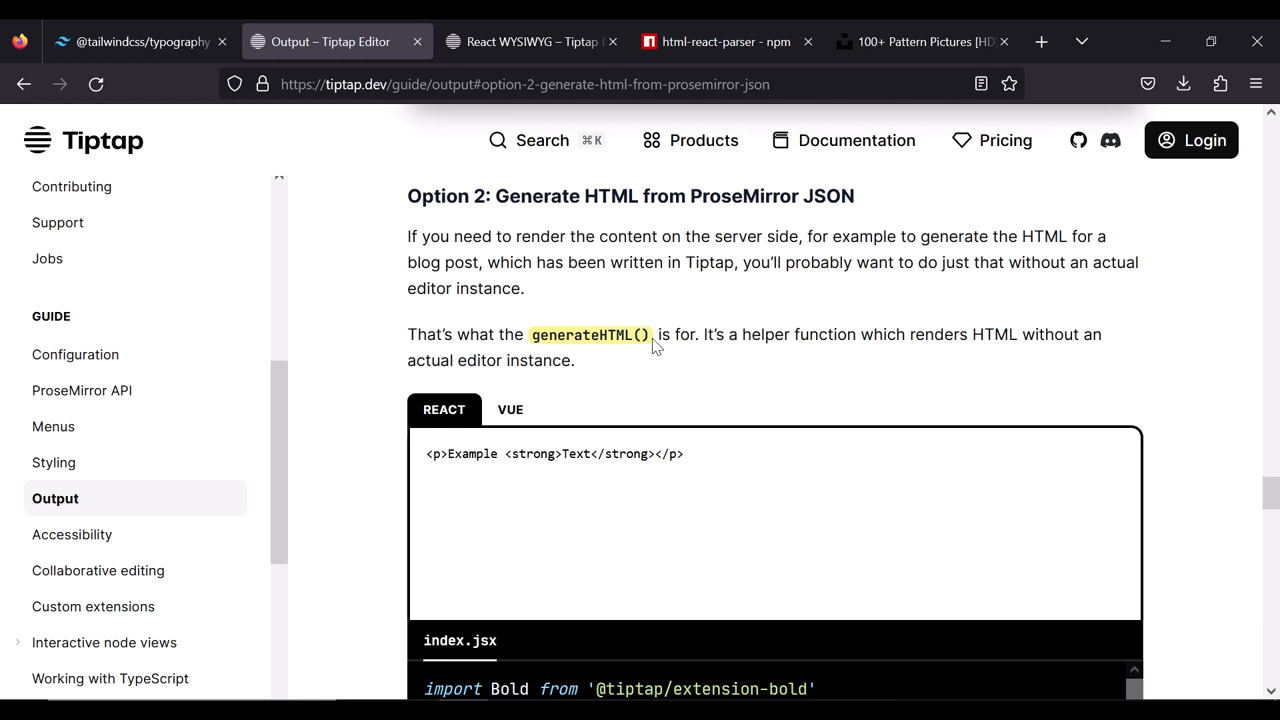 @tailwindcss/typography
Output – Tiptap Editor
React WYSIWYG – Tiptap
html-react-parser - npm
100+ Pattern Pictures [HD]
https://tiptap.dev/guide/output#option-2-generate-html-from-prosemirror-json
Tiptap
Search ⌘K
Products
Documentation
Pricing
Login
Contributing
Support
Jobs
GUIDE
Configuration
ProseMirror API
Menus
Styling
Output
Accessibility
Collaborative editing
Custom extensions
Interactive node views
Working with TypeScript
Option 2: Generate HTML from ProseMirror JSON
If you need to render the content on the server side, for example to generate the HTML for a
blog post, which has been written in Tiptap, you’ll probably want to do just that without an actual
editor instance.
That’s what the generateHTML() is for. It’s a helper function which renders HTML without an
actual editor instance.
REACT VUE
<p>Example <strong>Text</strong></p>
index.jsx
import Bold from '@tiptap/extension-bold'